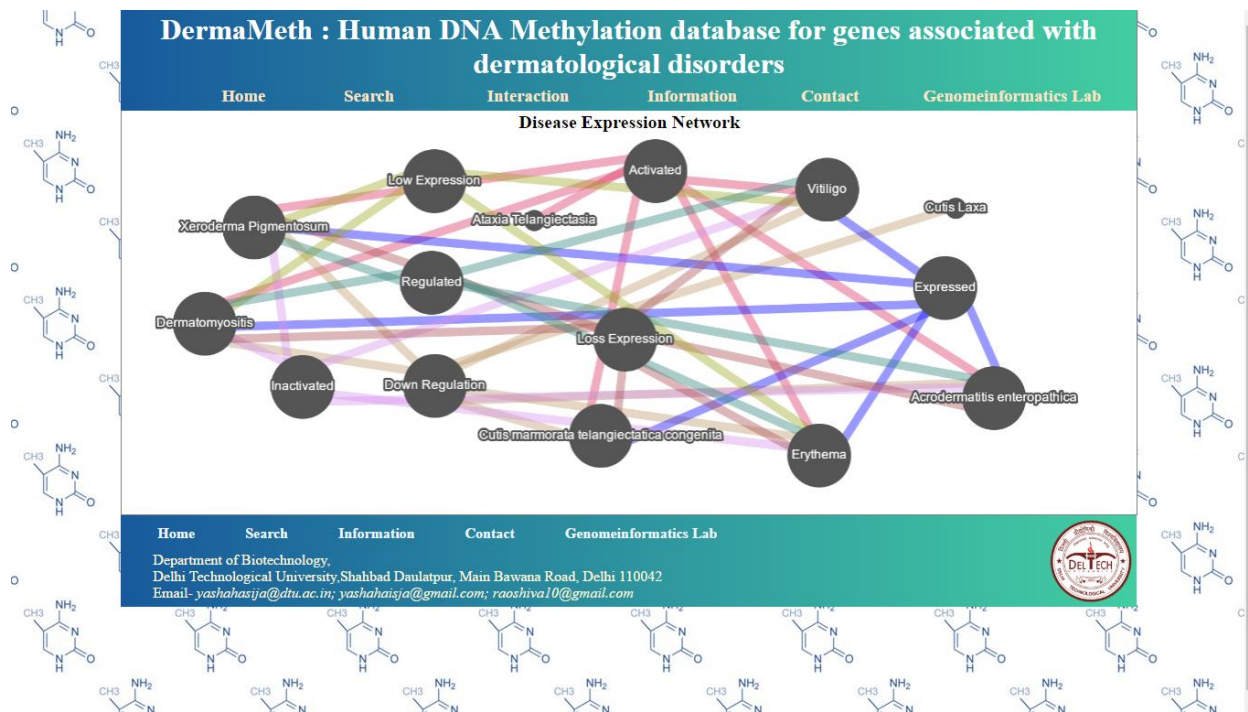 DermaMeth : Human DNA Methylation database for genes associated with
dermatological disorders
Home Search Interaction Information Contact Genomeinformatics Lab
Disease Expression Network
Low Expression
Activated
Vitiligo
Xeroderma Pigmentosum
Ataxia Telangiectasia
Cutis Laxa
Regulated
Expressed
Dermatomyositis
Loss Expression
Inactivated
Down Regulation
Acrodermatitis enteropathica
Cutis marmorata telangiectatica congenita
Erythema
Home Search Information Contact Genomeinformatics Lab
Department of Biotechnology,
Delhi Technological University,Shahbad Daulatpur, Main Bawana Road, Delhi 110042
Email- yashahasija@dtu.ac.in; yashahaisja@gmail.com; raoshiva10@gmail.com
DELTECH
CH3 NH2
N
N O
H